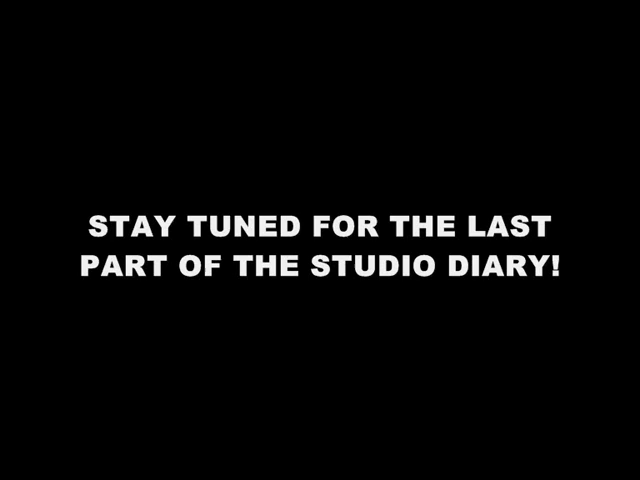 STAY TUNED FOR THE LAST
PART OF THE STUDIO DIARY!